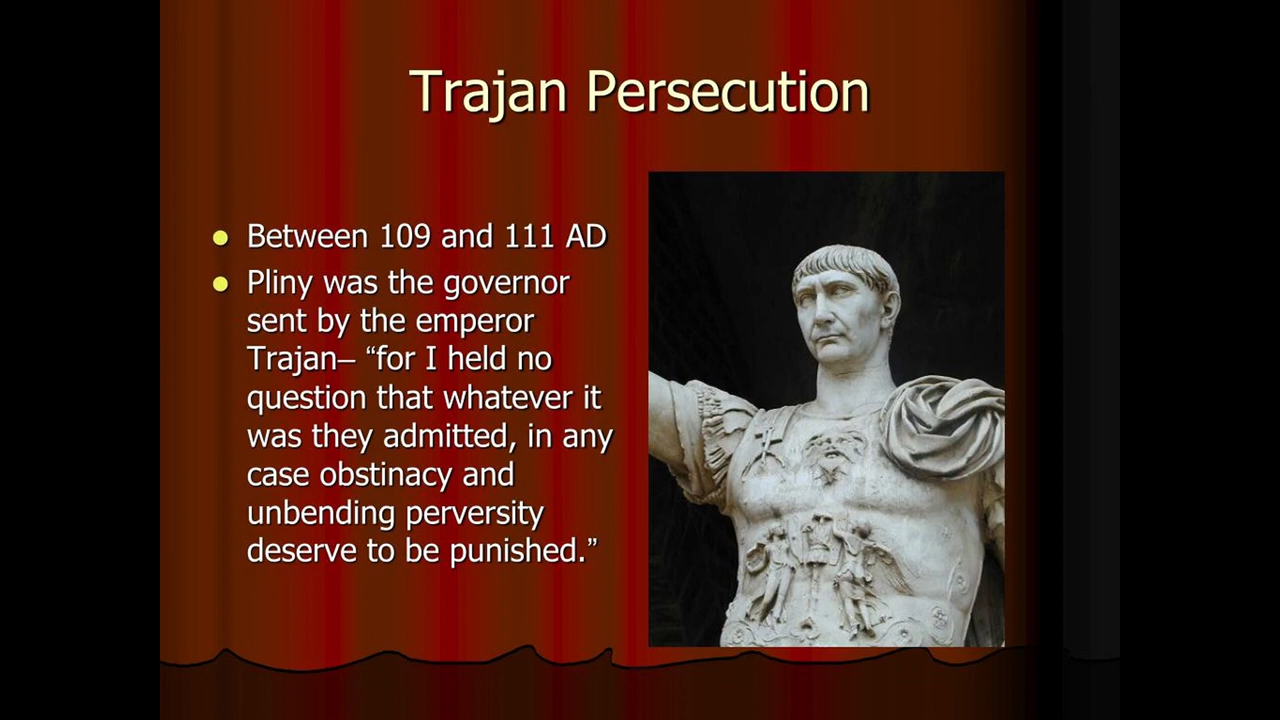 Trajan Persecution
Between 109 and 111 AD
Pliny was the governor
sent by the emperor
Trajan– “for I held no
question that whatever it
was they admitted, in any
case obstinacy and
unbending perversity
deserve to be punished.”